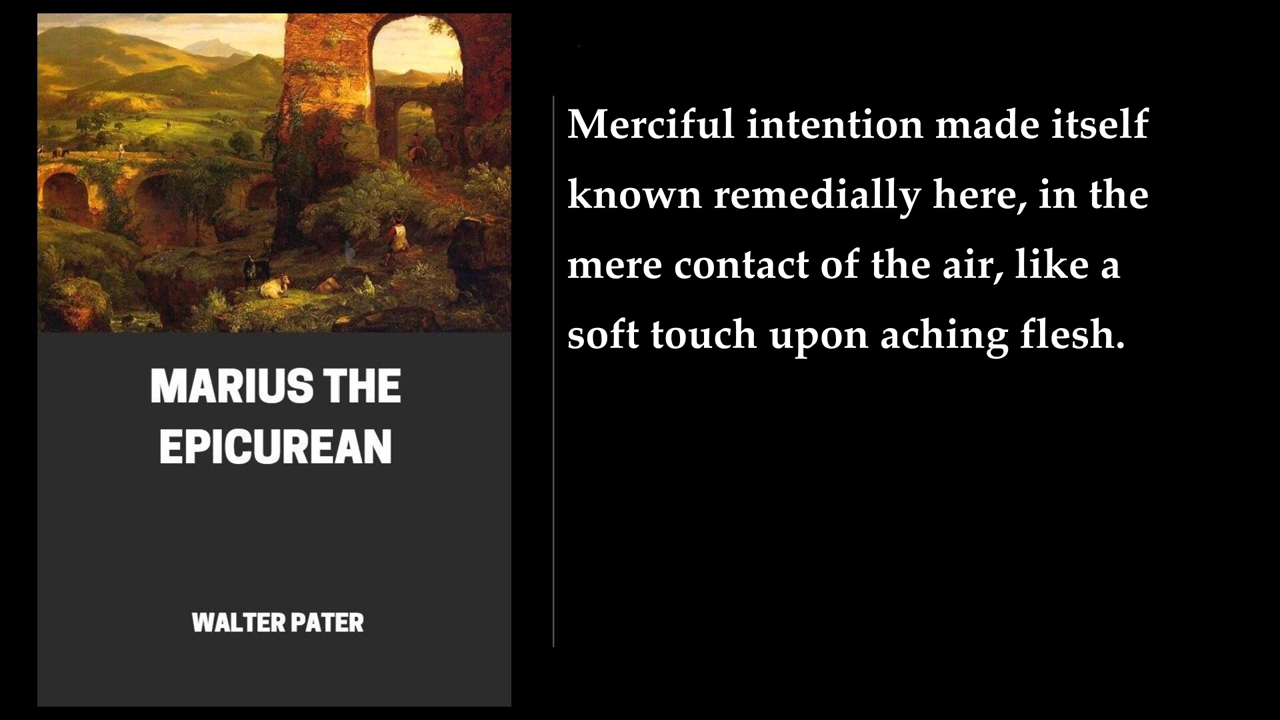 MARIUS THE
EPICUREAN
WALTER PATER
Merciful intention made itself
known remedially here, in the
mere contact of the air, like a
soft touch upon aching flesh.